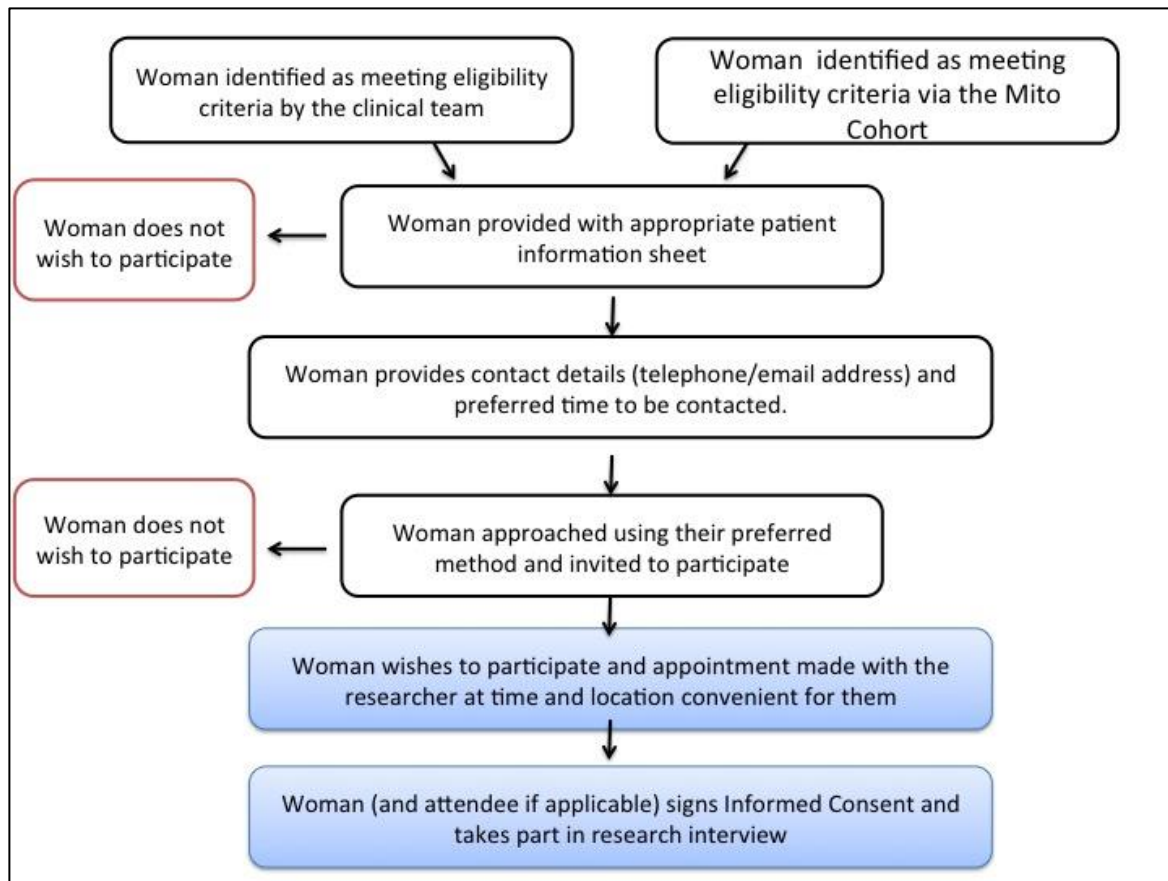 Woman identified as meeting eligibility
criteria by the clinical team
Woman identified as meeting
eligibility criteria via the Mito
Cohort
Woman does not
wish to participate
Woman provided with appropriate patient
information sheet
Woman provides contact details (telephone/email address) and
preferred time to be contacted.
Woman does not
wish to participate
Woman approached using their preferred
method and invited to participate
Woman wishes to participate and appointment made with the
researcher at time and location convenient for them
Woman (and attendee if applicable) signs Informed Consent and
takes part in research interview